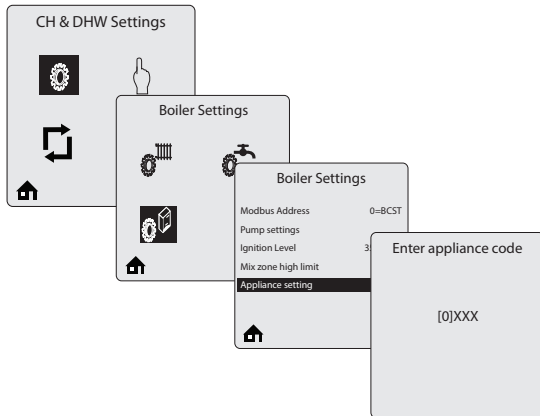 CH & DHW Settings
Boiler Settings
Boiler Settings
Modbus Address 0=BCST
Pump settings
Ignition Level 3
Mix zone high limit
Appliance setting
Enter appliance code
[0]XXX